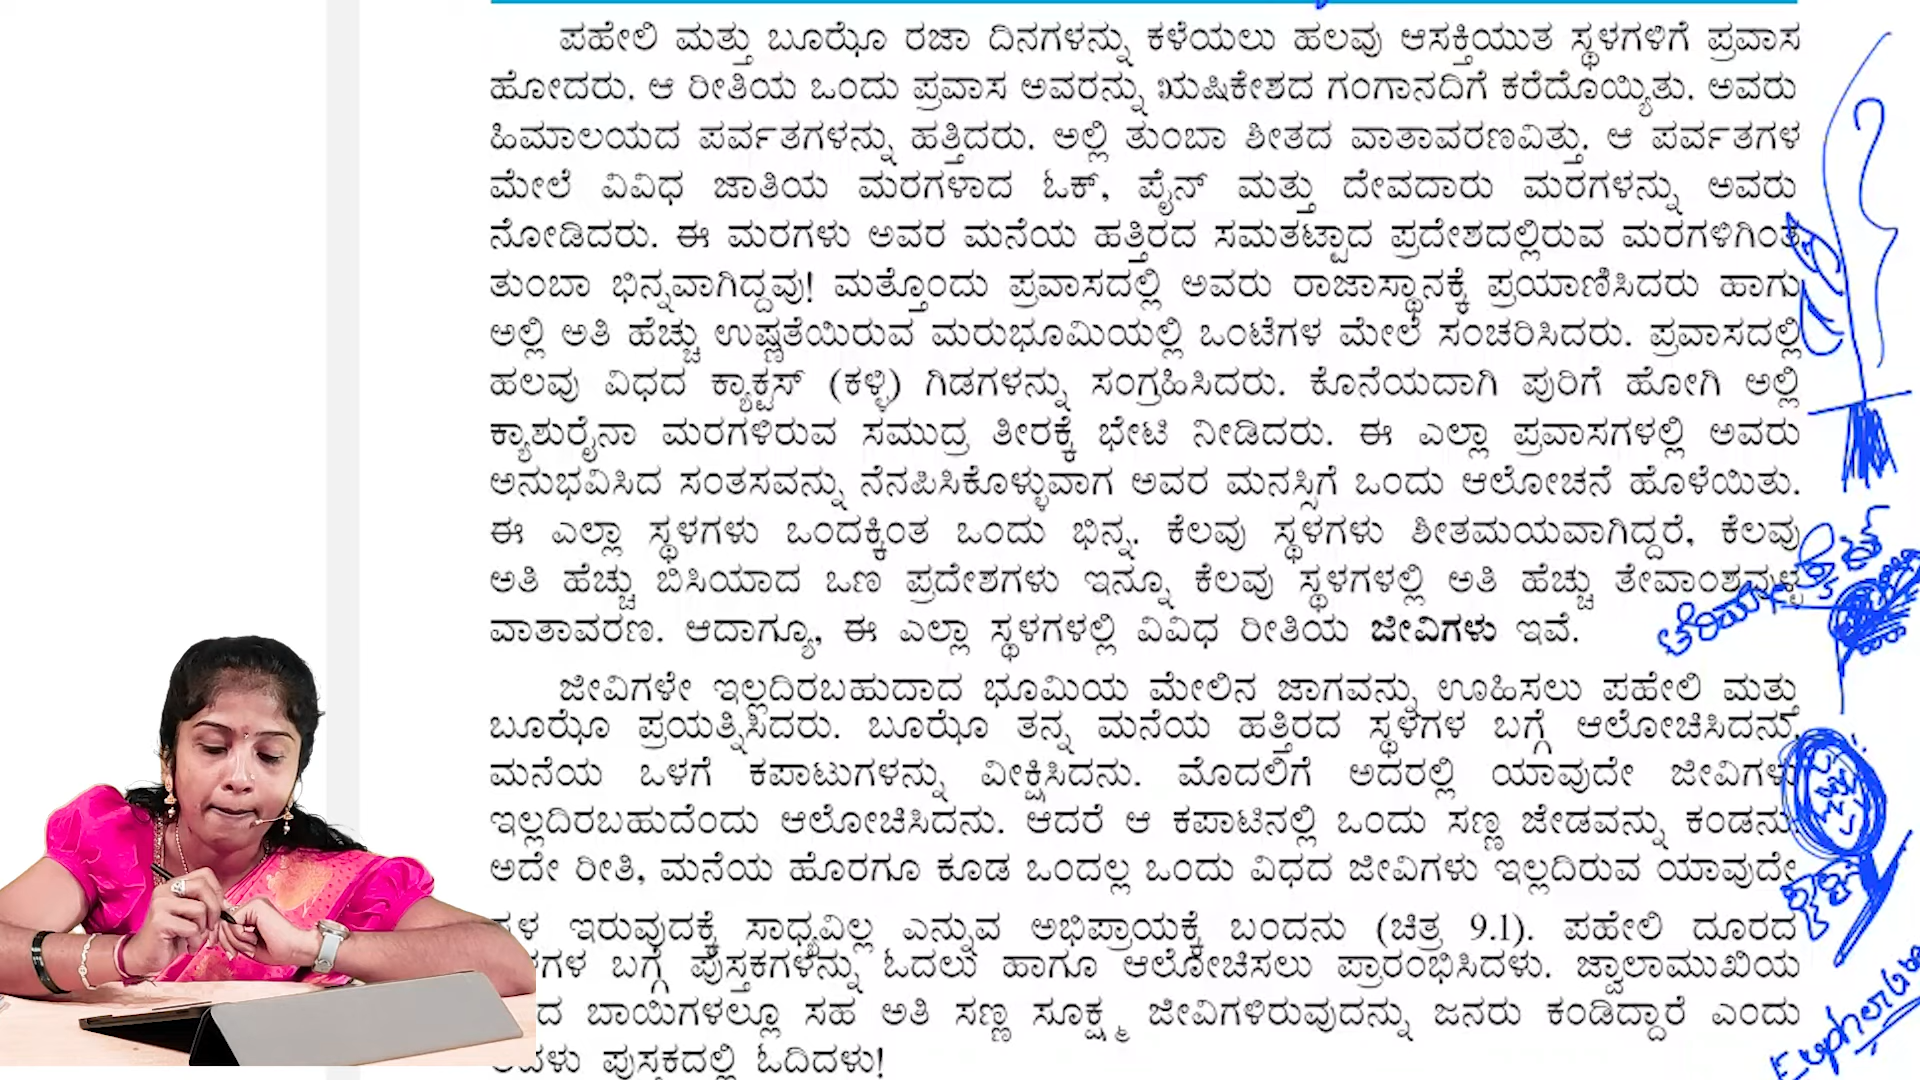 ಪಹೇಲಿ ಮತ್ತು ಬೂಝೊ ರಜಾ ದಿನಗಳನ್ನು ಕಳೆಯಲು ಹಲವು ಆಸಕ್ತಿಯುತ ಸ್ಥಳಗಳಿಗೆ ಪ್ರವಾಸ
ಹೋದರು. ಆ ರೀತಿಯ ಒಂದು ಪ್ರವಾಸ ಅವರನ್ನು ಋಷಿಕೇಶದ ಗಂಗಾನದಿಗೆ ಕರೆದೊಯ್ಯಿತು. ಅವರು
ಹಿಮಾಲಯದ ಪರ್ವತಗಳನ್ನು ಹತ್ತಿದರು. ಅಲ್ಲಿ ತುಂಬಾ ಶೀತದ ವಾತಾವರಣವಿತ್ತು. ಆ ಪರ್ವತಗಳ
ಮೇಲೆ ವಿವಿಧ ಜಾತಿಯ ಮರಗಳಾದ ಓಕ್, ಪೈನ್ ಮತ್ತು ದೇವದಾರು ಮರಗಳನ್ನು ಅವರು
ನೋಡಿದರು. ಈ ಮರಗಳು ಅವರ ಮನೆಯ ಹತ್ತಿರದ ಸಮತಟ್ಟಾದ ಪ್ರದೇಶದಲ್ಲಿರುವ ಮರಗಳಿಗಿಂತ
ತುಂಬಾ ಭಿನ್ನವಾಗಿದ್ದವು! ಮತ್ತೊಂದು ಪ್ರವಾಸದಲ್ಲಿ ಅವರು ರಾಜಾಸ್ಥಾನಕ್ಕೆ ಪ್ರಯಾಣಿಸಿದರು ಹಾಗು
ಅಲ್ಲಿ ಅತಿ ಹೆಚ್ಚು ಉಷ್ಣತೆಯಿರುವ ಮರುಭೂಮಿಯಲ್ಲಿ ಒಂಟೆಗಳ ಮೇಲೆ ಸಂಚರಿಸಿದರು. ಪ್ರವಾಸದಲ್ಲಿ
ಹಲವು ವಿಧದ ಕ್ಯಾಕ್ಟಸ್ (ಕಳ್ಳಿ) ಗಿಡಗಳನ್ನು ಸಂಗ್ರಹಿಸಿದರು. ಕೊನೆಯದಾಗಿ ಪುರಿಗೆ ಹೋಗಿ ಅಲ್ಲಿ
ಕ್ಯಾಶುರೈನಾ ಮರಗಳಿರುವ ಸಮುದ್ರ ತೀರಕ್ಕೆ ಭೇಟಿ ನೀಡಿದರು. ಈ ಎಲ್ಲಾ ಪ್ರವಾಸಗಳಲ್ಲಿ ಅವರು
ಅನುಭವಿಸಿದ ಸಂತಸವನ್ನು ನೆನಪಿಸಿಕೊಳ್ಳುವಾಗ ಅವರ ಮನಸ್ಸಿಗೆ ಒಂದು ಆಲೋಚನೆ ಹೊಳೆಯಿತು.
ಈ ಎಲ್ಲಾ ಸ್ಥಳಗಳು ಒಂದಕ್ಕಿಂತ ಒಂದು ಭಿನ್ನ. ಕೆಲವು ಸ್ಥಳಗಳು ಶೀತಮಯವಾಗಿದ್ದರೆ, ಕೆಲವು
ಅತಿ ಹೆಚ್ಚು ಬಿಸಿಯಾದ ಒಣ ಪ್ರದೇಶಗಳು ಇನ್ನೂ ಕೆಲವು ಸ್ಥಳಗಳಲ್ಲಿ ಅತಿ ಹೆಚ್ಚು ತೇವಾಂಶವುಳ್ಳ
ವಾತಾವರಣ. ಆದಾಗ್ಯೂ, ಈ ಎಲ್ಲಾ ಸ್ಥಳಗಳಲ್ಲಿ ವಿವಿಧ ರೀತಿಯ ಜೀವಿಗಳು ಇವೆ.
ಜೀವಿಗಳೇ ಇಲ್ಲದಿರಬಹುದಾದ ಭೂಮಿಯ ಮೇಲಿನ ಜಾಗವನ್ನು ಊಹಿಸಲು ಪಹೇಲಿ ಮತ್ತು
ಬೂಝೊ ಪ್ರಯತ್ನಿಸಿದರು. ಬೂಝೊ ತನ್ನ ಮನೆಯ ಹತ್ತಿರದ ಸ್ಥಳಗಳ ಬಗ್ಗೆ ಆಲೋಚಿಸಿದನು.
ಮನೆಯ ಒಳಗೆ ಕಪಾಟುಗಳನ್ನು ವೀಕ್ಷಿಸಿದನು. ಮೊದಲಿಗೆ ಅದರಲ್ಲಿ ಯಾವುದೇ ಜೀವಿಗಳು
ಇಲ್ಲದಿರಬಹುದೆಂದು ಆಲೋಚಿಸಿದನು. ಆದರೆ ಆ ಕಪಾಟಿನಲ್ಲಿ ಒಂದು ಸಣ್ಣ ಜೇಡವನ್ನು ಕಂಡನು.
ಅದೇ ರೀತಿ, ಮನೆಯ ಹೊರಗೂ ಕೂಡ ಒಂದಲ್ಲ ಒಂದು ವಿಧದ ಜೀವಿಗಳು ಇಲ್ಲದಿರುವ ಯಾವುದೇ
ಇರುವುದಕ್ಕೆ ಸಾಧ್ಯವಿಲ್ಲ ಎನ್ನುವ ಅಭಿಪ್ರಾಯಕ್ಕೆ ಬಂದನು (ಚಿತ್ರ 9.1). ಪಹೇಲಿ ದೂರದ
ಬಗ್ಗೆ ಪುಸ್ತಕಗಳನ್ನು ಓದಲು ಹಾಗೂ ಆಲೋಚಿಸಲು ಪ್ರಾರಂಭಿಸಿದಳು. ಜ್ವಾಲಾಮುಖಿಯ
ಬಾಯಿಗಳಲ್ಲೂ ಸಹ ಅತಿ ಸಣ್ಣ ಸೂಕ್ಷ್ಮ ಜೀವಿಗಳಿರುವುದನ್ನು ಜನರು ಕಂಡಿದ್ದಾರೆ ಎಂದು
ಪುಸ್ತಕದಲ್ಲಿ ಓದಿದಳು!